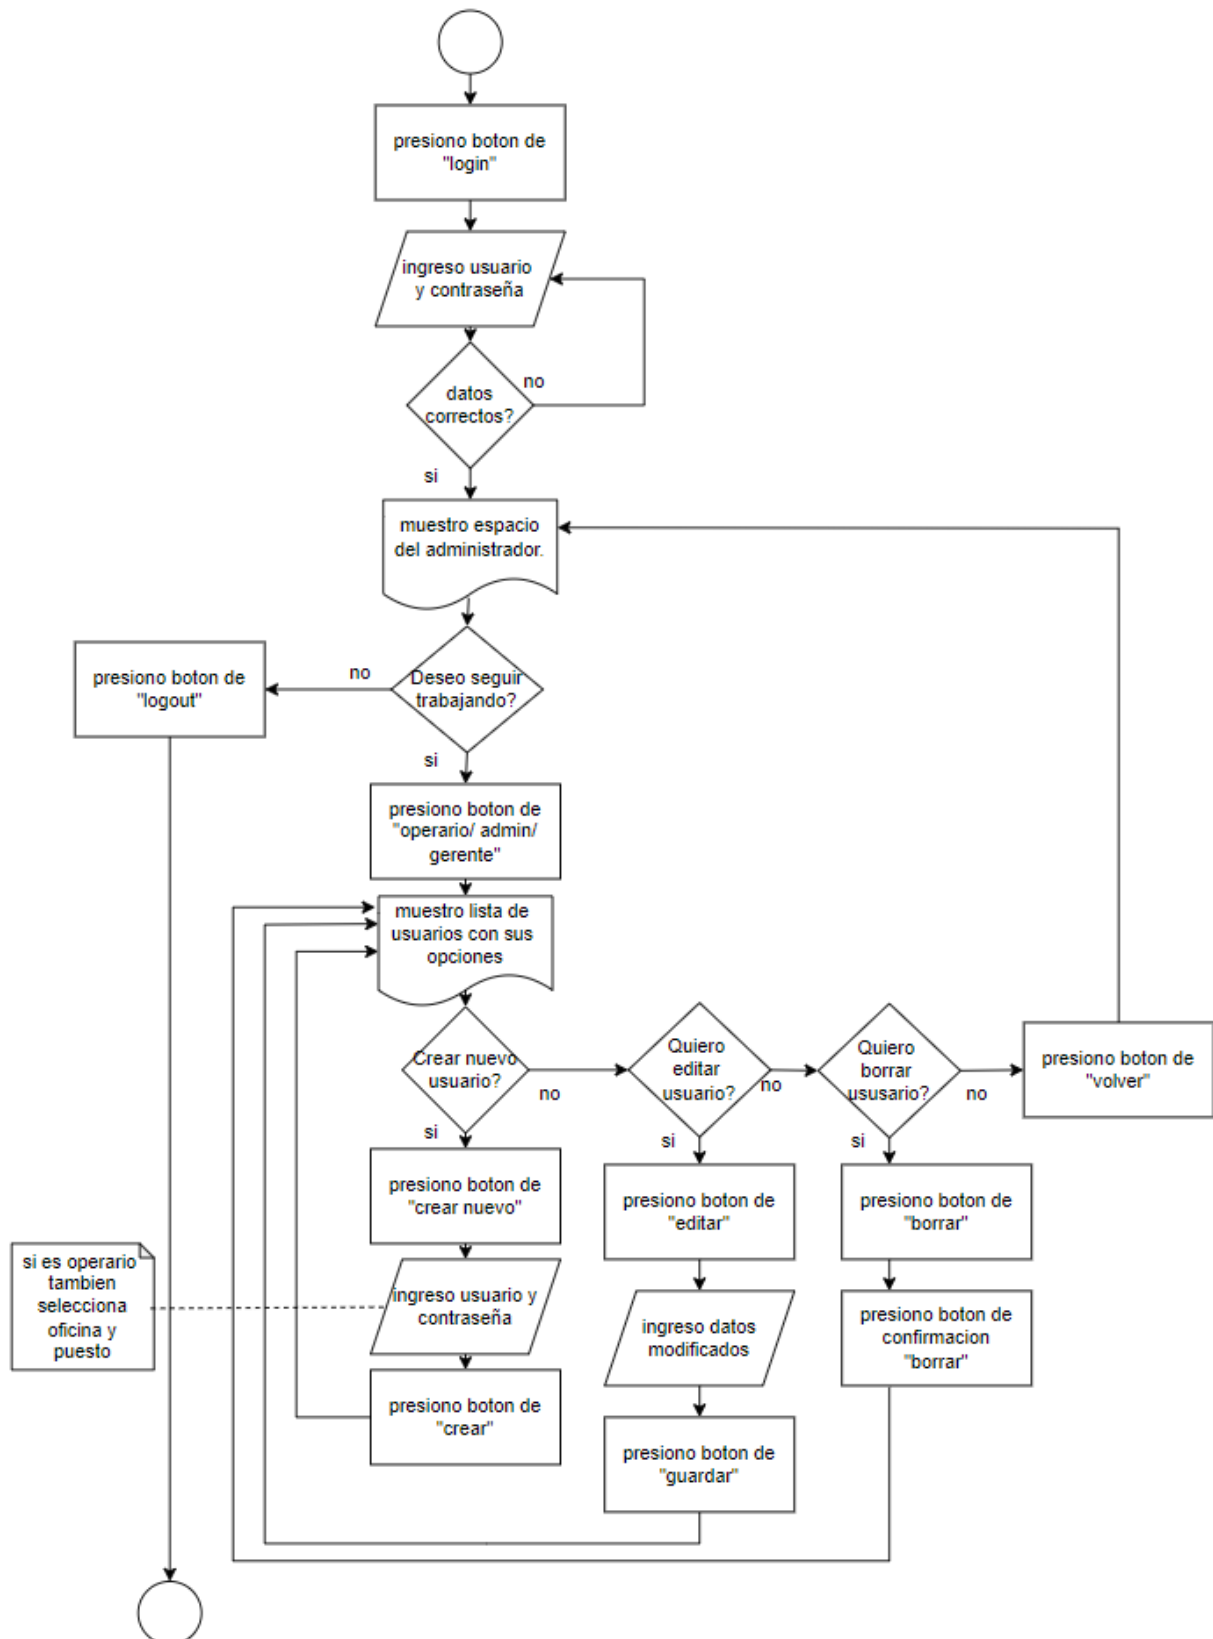 presiono boton de
"login"
ingreso usuario
y contraseña
datos
correctos?
no
si
muestro espacio
del administrador.
Deseo seguir
trabajando?
no
presiono boton de
"logout"
si
presiono boton de
"operario/ admin/
gerente"
muestro lista de
usuarios con sus
opciones
Crear nuevo
usuario?
no
Quiero
editar
usuario?
no
Quiero
borrar
ususario?
no
presiono boton de
"volver"
si
presiono boton de
"crear nuevo"
si
presiono boton de
"editar"
si
presiono boton de
"borrar"
si es operario
tambien
selecciona
oficina y
puesto
ingreso usuario y
contraseña
ingreso datos
modificados
presiono boton de
confirmacion
"borrar"
presiono boton de
"crear"
presiono boton de
"guardar"